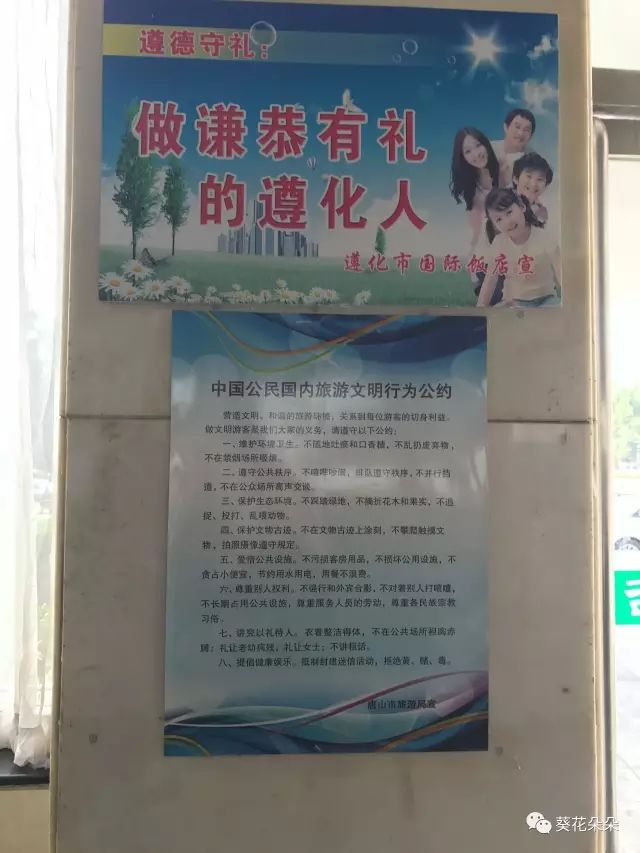 遵德守礼:
做谦恭有礼
的遵化人
遵化市国际饭店宣
中国公民国内旅游文明行为公约
营造文明、和谐的旅游环境,关系到每位游客的切身利益。
做文明游客是我们大家的义务,请遵守以下公约:
一、维护环境卫生。不随地吐痰和口香糖,不乱扔废弃物,
不在禁烟场所吸烟。
二、遵守公共秩序。不喧哗吵闹,排队遵守秩序,不并行挡
道,不在公众场所高声交谈。
三、保护生态环境。不踩踏绿地,不摘折花木和果实,不追
捉、投打、乱喂动物。
四、保护文物古迹。不在文物古迹上涂刻,不攀爬触摸文
物,拍照摄像遵守规定。
五、爱惜公共设施。不污损客房用品,不损坏公用设施,不
贪占小便宜,节约用水用电,用餐不浪费。
六、尊重别人权利。不强行和外宾合影,不对着别人打喷嚏,
不长期占用公共设施,尊重服务人员的劳动,尊重各民族宗教
习俗。
七、讲究以礼待人。衣着整洁得体,不在公共场所袒胸赤
膊;礼让老幼病残,礼让女士;不讲粗话。
八、提倡健康娱乐。抵制封建迷信活动,拒绝黄、赌、毒。
唐山市旅游局宣
葵花朵朵